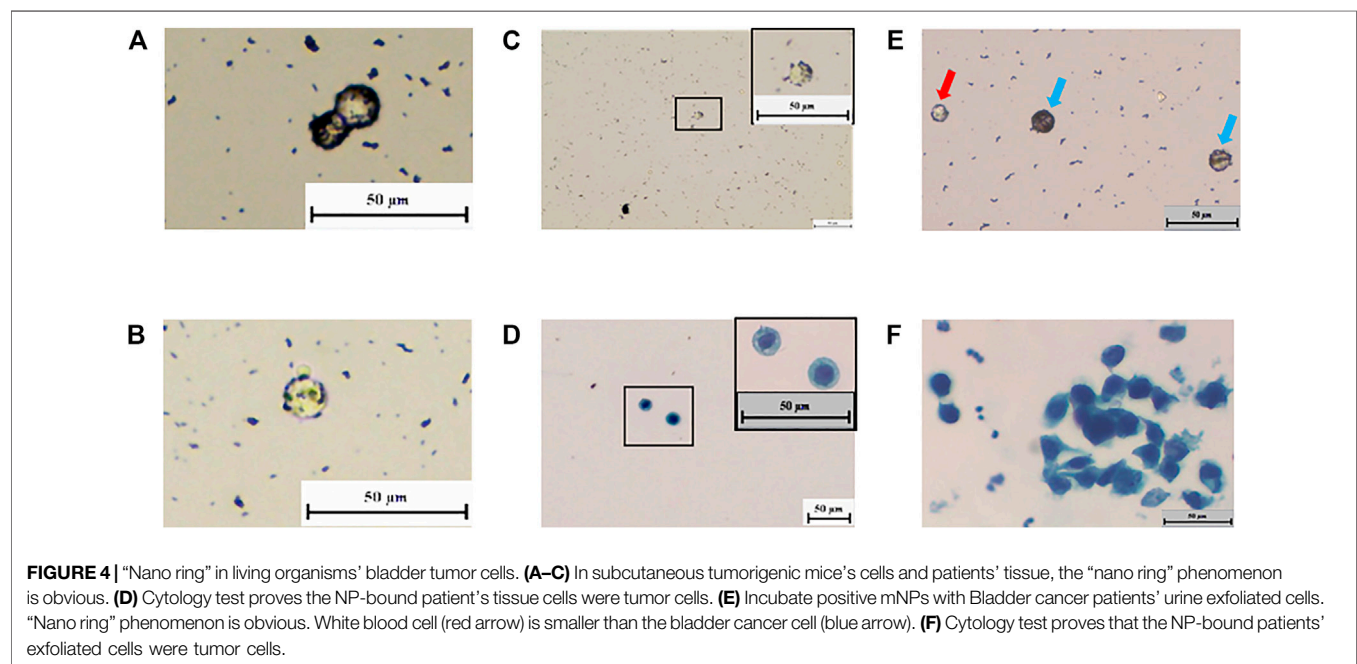 A
C
E
50 µm
50 µm
50 µm
B
D
F
50 µm
50 µm
50 µm
50 µm
FIGURE 4 | “Nano ring” in living organisms’ bladder tumor cells. (A–C) In subcutaneous tumorigenic mice’s cells and patients’ tissue, the “nano ring” phenomenon
is obvious. (D) Cytology test proves the NP-bound patient’s tissue cells were tumor cells. (E) Incubate positive mNPs with Bladder cancer patients’ urine exfoliated cells.
“Nano ring” phenomenon is obvious. White blood cell (red arrow) is smaller than the bladder cancer cell (blue arrow). (F) Cytology test proves that the NP-bound patients’
exfoliated cells were tumor cells.